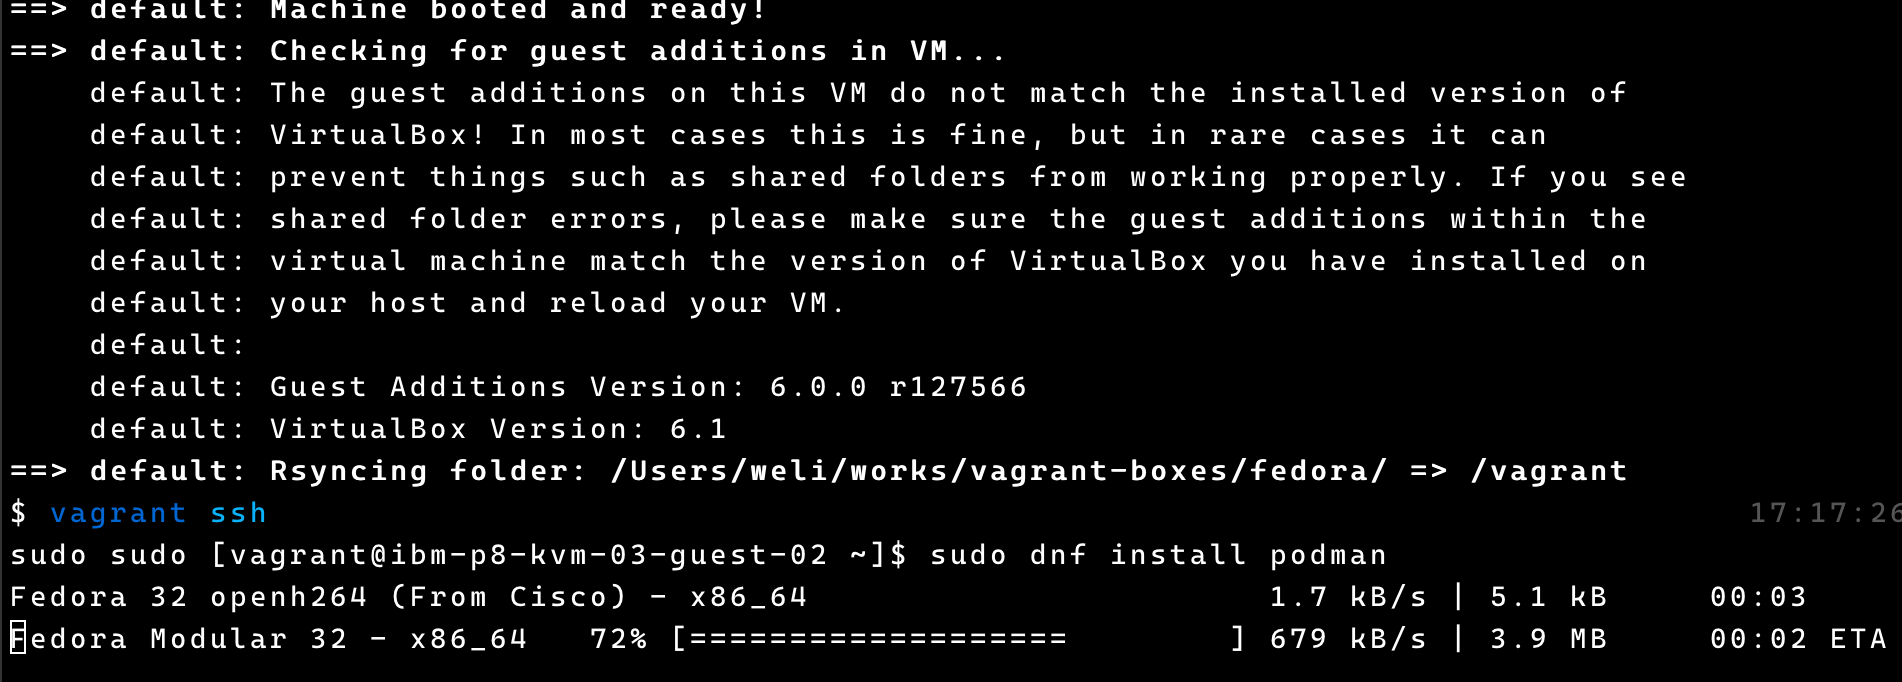 ==> default: Machine booted and ready!
==> default: Checking for guest additions in VM...
    default: The guest additions on this VM do not match the installed version of
    default: VirtualBox! In most cases this is fine, but in rare cases it can
    default: prevent things such as shared folders from working properly. If you see
    default: shared folder errors, please make sure the guest additions within the
    default: virtual machine match the version of VirtualBox you have installed on
    default: your host and reload your VM.
    default:
    default: Guest Additions Version: 6.0.0 r127566
    default: VirtualBox Version: 6.1
==> default: Rsyncing folder: /Users/weli/works/vagrant-boxes/fedora/ => /vagrant
$ vagrant ssh 17:17:26
sudo sudo [vagrant@ibm-p8-kvm-03-guest-02 ~]$ sudo dnf install podman
Fedora 32 openh264 (From Cisco) - x86_64 1.7 kB/s | 5.1 kB 00:03
Fedora Modular 32 - x86_64 72% [=================== ] 679 kB/s | 3.9 MB 00:02 ETA